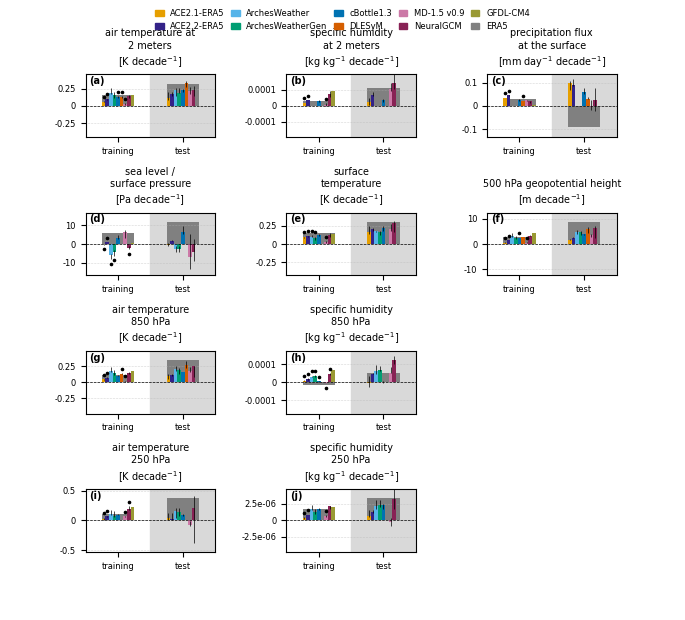 ACE2.1-ERA5 ArchesWeather cBottle1.3 MD-1.5 v0.9 GFDL-CM4
ACE2.2-ERA5 ArchesWeatherGen DLESyM NeuralGCM ERA5
air temperature at
2 meters
[K decade⁻¹]
specific humidity
at 2 meters
[kg kg⁻¹ decade⁻¹]
precipitation flux
at the surface
[mm day⁻¹ decade⁻¹]
(a)
0.25
0
-0.25
training test
(b)
0.0001
0
-0.0001
training test
(c)
0.1
0
-0.1
training test
sea level /
surface pressure
[Pa decade⁻¹]
surface
temperature
[K decade⁻¹]
500 hPa geopotential height
[m decade⁻¹]
(d)
10
0
-10
training test
(e)
0.25
0
-0.25
training test
(f)
10
0
-10
training test
air temperature
850 hPa
[K decade⁻¹]
specific humidity
850 hPa
[kg kg⁻¹ decade⁻¹]
(g)
0.25
0
-0.25
training test
(h)
0.0001
0
-0.0001
training test
air temperature
250 hPa
[K decade⁻¹]
specific humidity
250 hPa
[kg kg⁻¹ decade⁻¹]
(i)
0.5
0
-0.5
training test
(j)
2.5e-06
0
-2.5e-06
training test